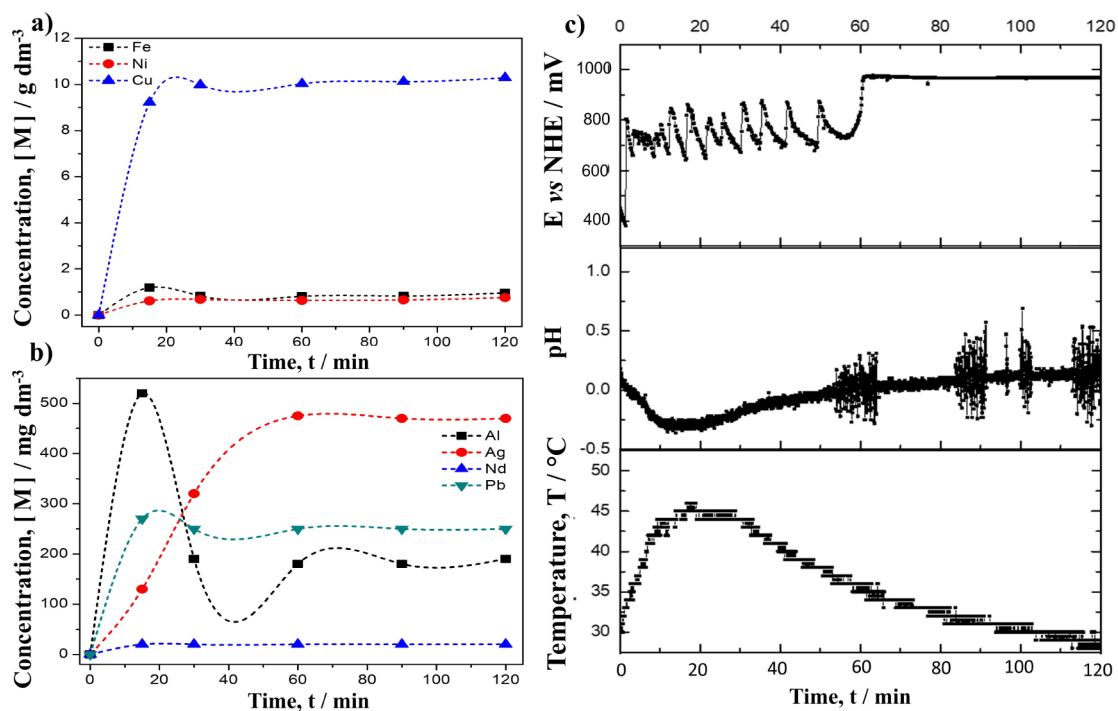 a)
Fe
Ni
Cu
12
10
8
6
4
2
0
Concentration, [M] / g dm-3
0 20 40 60 80 100 120
Time, t / min
b)
Al
Ag
Nd
Pb
500
400
300
200
100
0
Concentration, [M] / mg dm-3
0 20 40 60 80 100 120
Time, t / min
c)
0 20 40 60 80 100 120
1000
800
600
400
E vs NHE / mV
1.0
0.5
0.0
-0.5
pH
50
45
40
35
30
Temperature, T / °C
0 20 40 60 80 100 120
Time, t / min